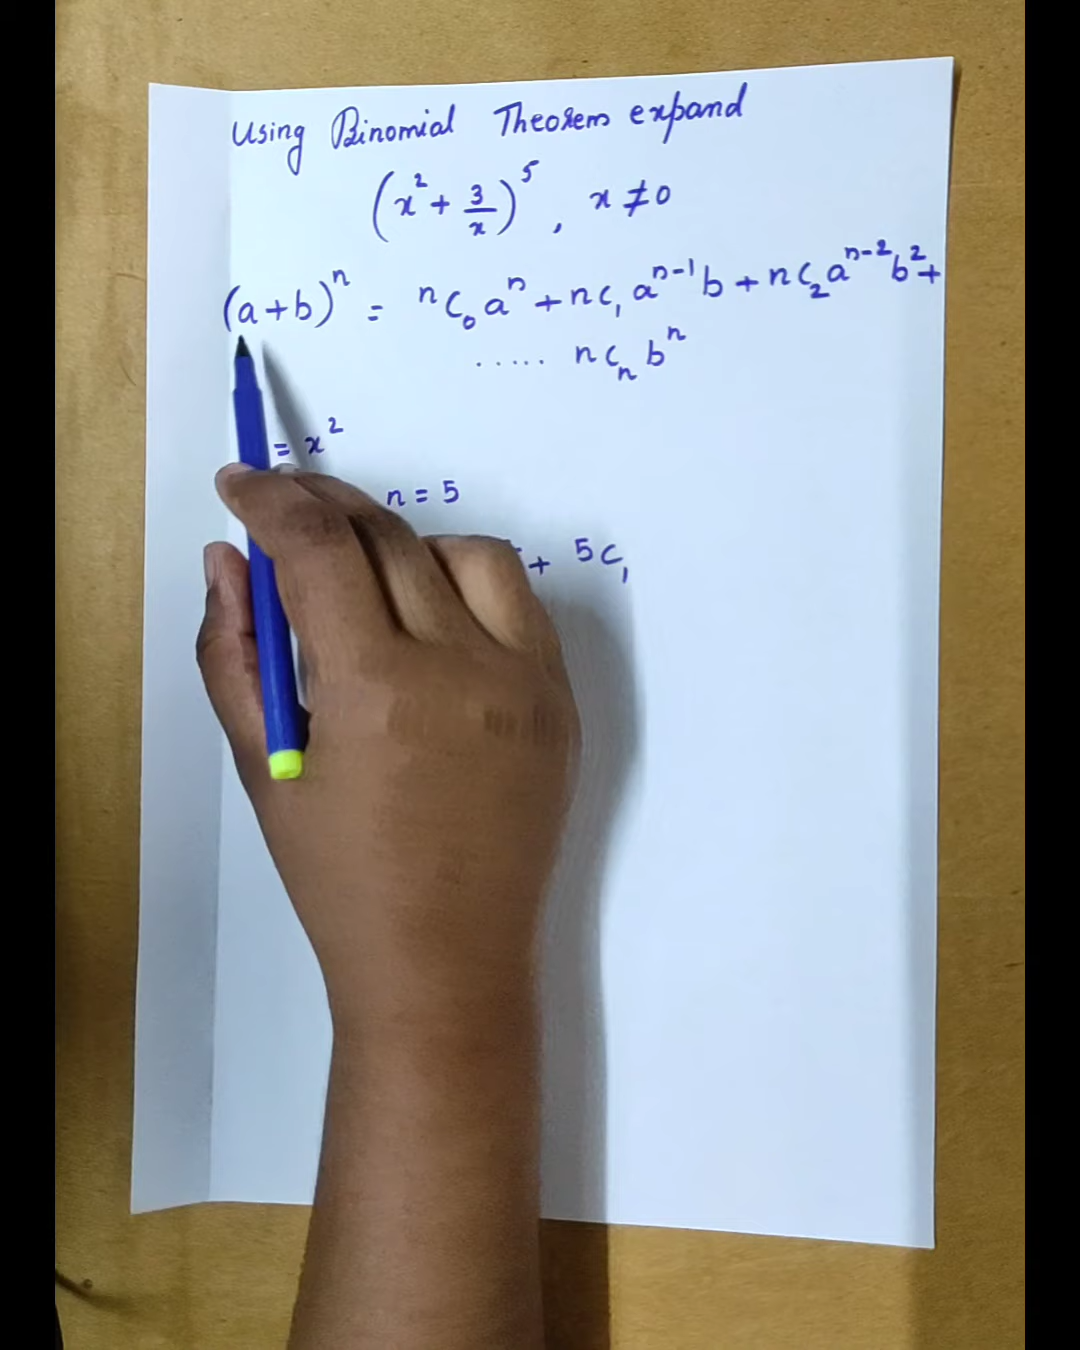 Using Binomial Theorem expand
(x² + 3/x)⁵, x ≠ 0
(a+b)ⁿ = ⁿC₀ aⁿ + nC₁ aⁿ⁻¹ b + nC₂ aⁿ⁻² b² +
..... nCₙ bⁿ
= x²
n = 5
+ ⁵C₁